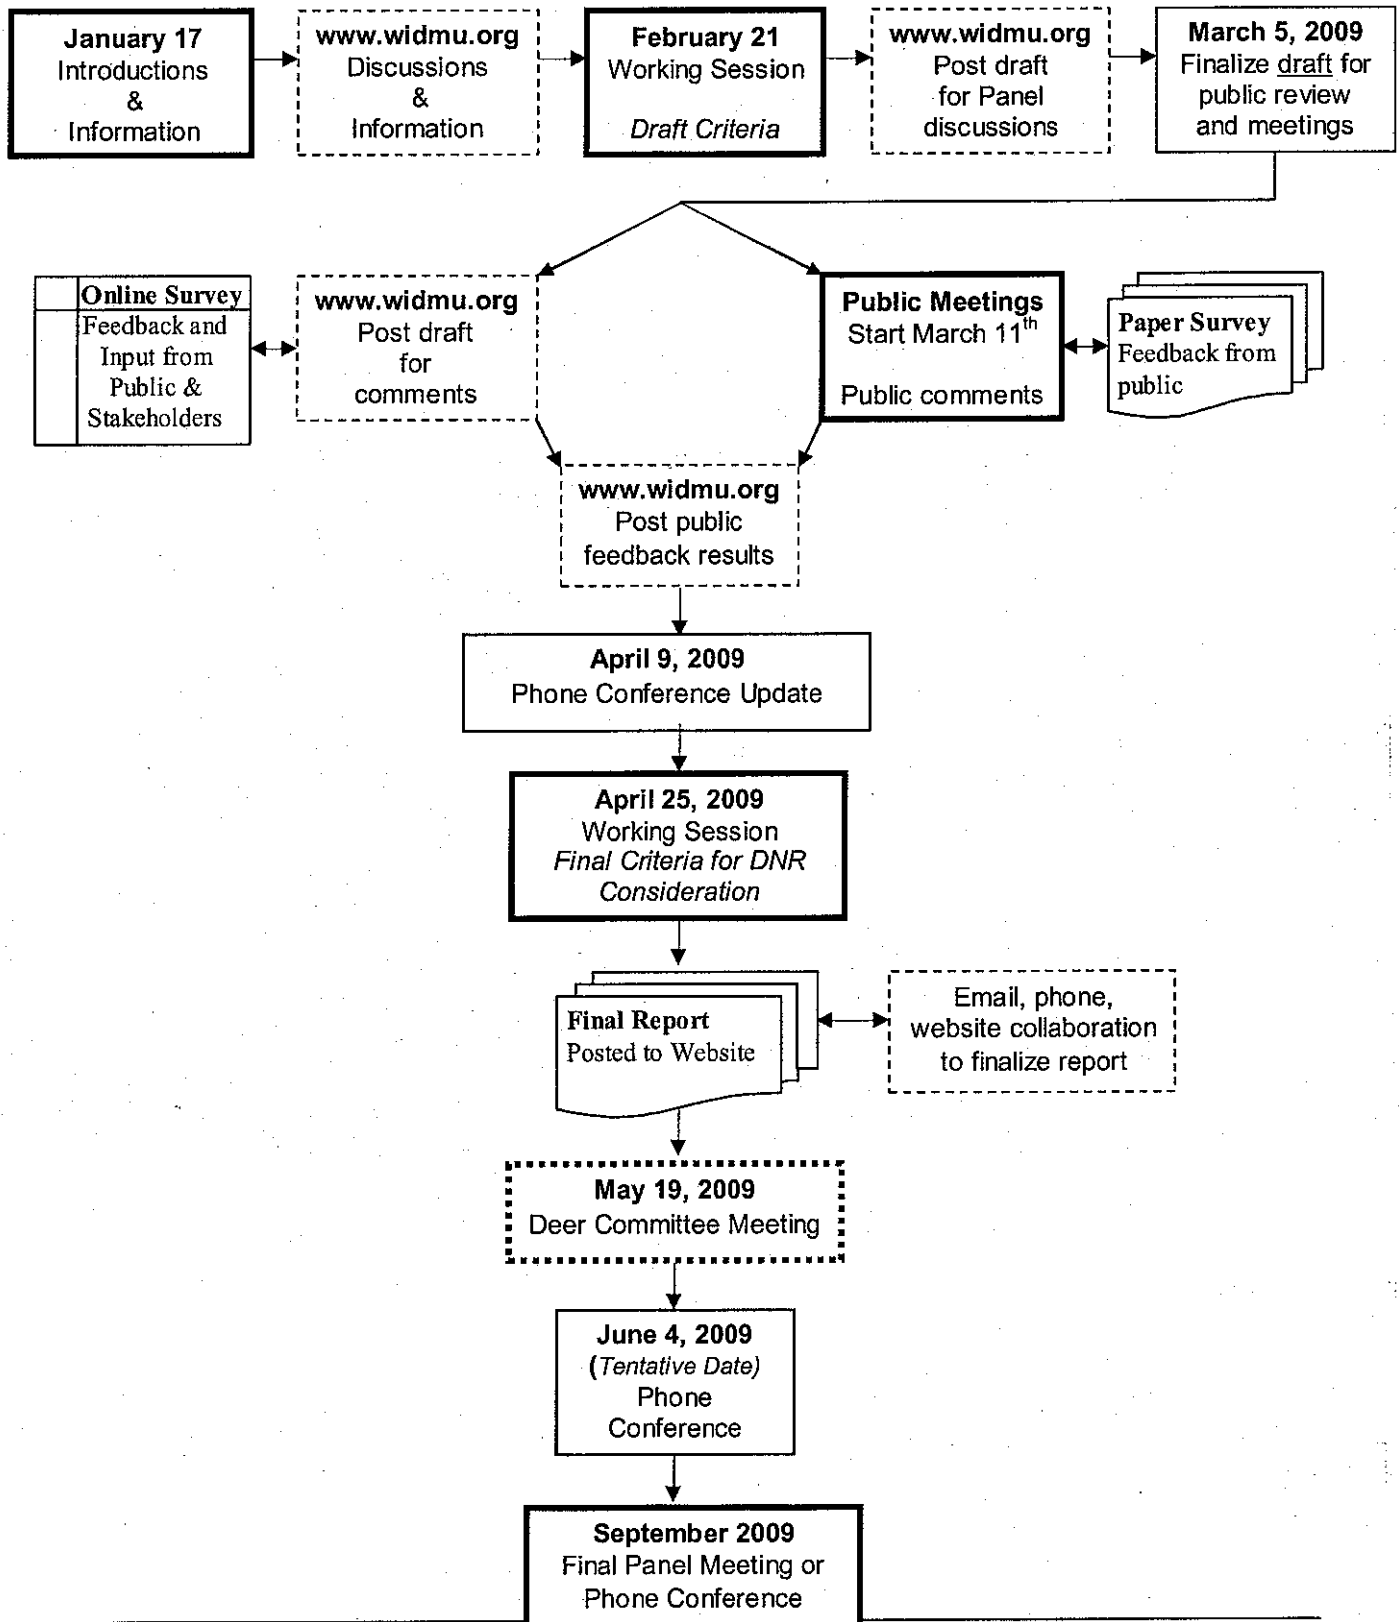 January 17
Introductions
&
Information
www.widmu.org
Discussions
&
Information
February 21
Working Session
Draft Criteria
www.widmu.org
Post draft
for Panel
discussions
March 5, 2009
Finalize draft for
public review
and meetings
Online Survey
Feedback and
Input from
Public &
Stakeholders
www.widmu.org
Post draft
for
comments
Public Meetings
Start March 11th
Public comments
Paper Survey
Feedback from
public
www.widmu.org
Post public
feedback results
April 9, 2009
Phone Conference Update
April 25, 2009
Working Session
Final Criteria for DNR
Consideration
Final Report
Posted to Website
Email, phone,
website collaboration
to finalize report
May 19, 2009
Deer Committee Meeting
June 4, 2009
(Tentative Date)
Phone
Conference
September 2009
Final Panel Meeting or
Phone Conference